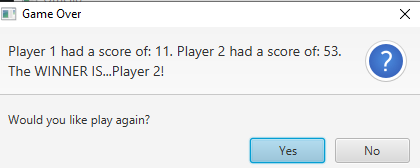 Game Over
Player 1 had a score of: 11. Player 2 had a score of: 53.
The WINNER IS...Player 2!
?
Would you like play again?
Yes
No